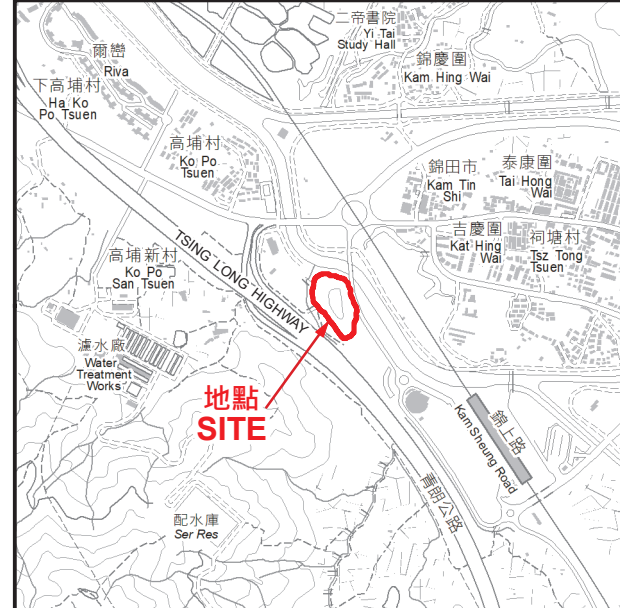 二帝書院
Yi Tai
Study Hall
爾巒
Riva
錦慶圍
Kam Hing Wai
下高埔村
Ha Ko
Po Tsuen
高埔村
Ko Po
Tsuen
錦田市
Kam Tin
Shi
泰康圍
Tai Hong
Wai
吉慶圍
Kat Hing
Wai
祠塘村
Tsz Tong
Tsuen
高埔新村
Ko Po
San Tsuen
TSING LONG HIGHWAY
濾水廠
Water
Treatment
Works
地點
SITE
錦上路
Kam Sheung Road
青朗公路
配水庫
Ser Res